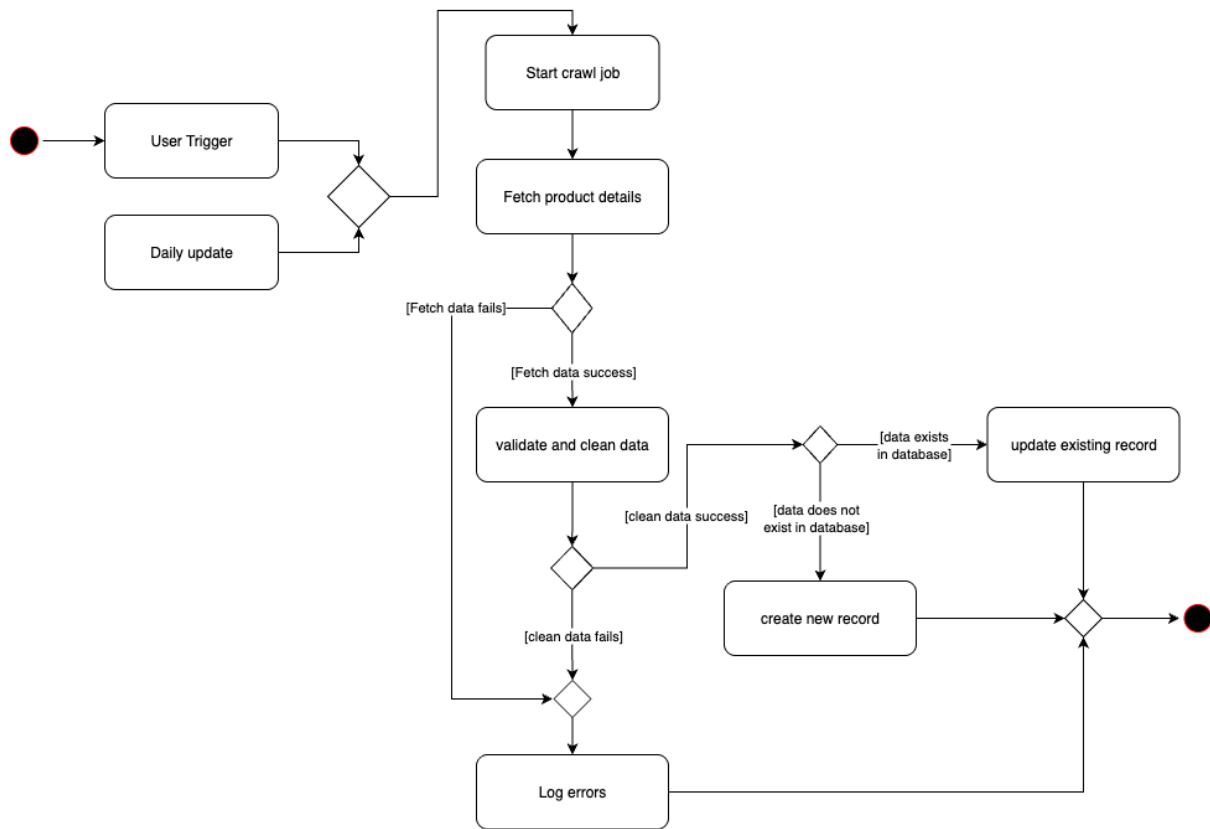 Start crawl job
User Trigger
Fetch product details
Daily update
[Fetch data fails]
[Fetch data success]
validate and clean data
[data exists
in database]
update existing record
[clean data success]
[data does not
exist in database]
create new record
[clean data fails]
Log errors